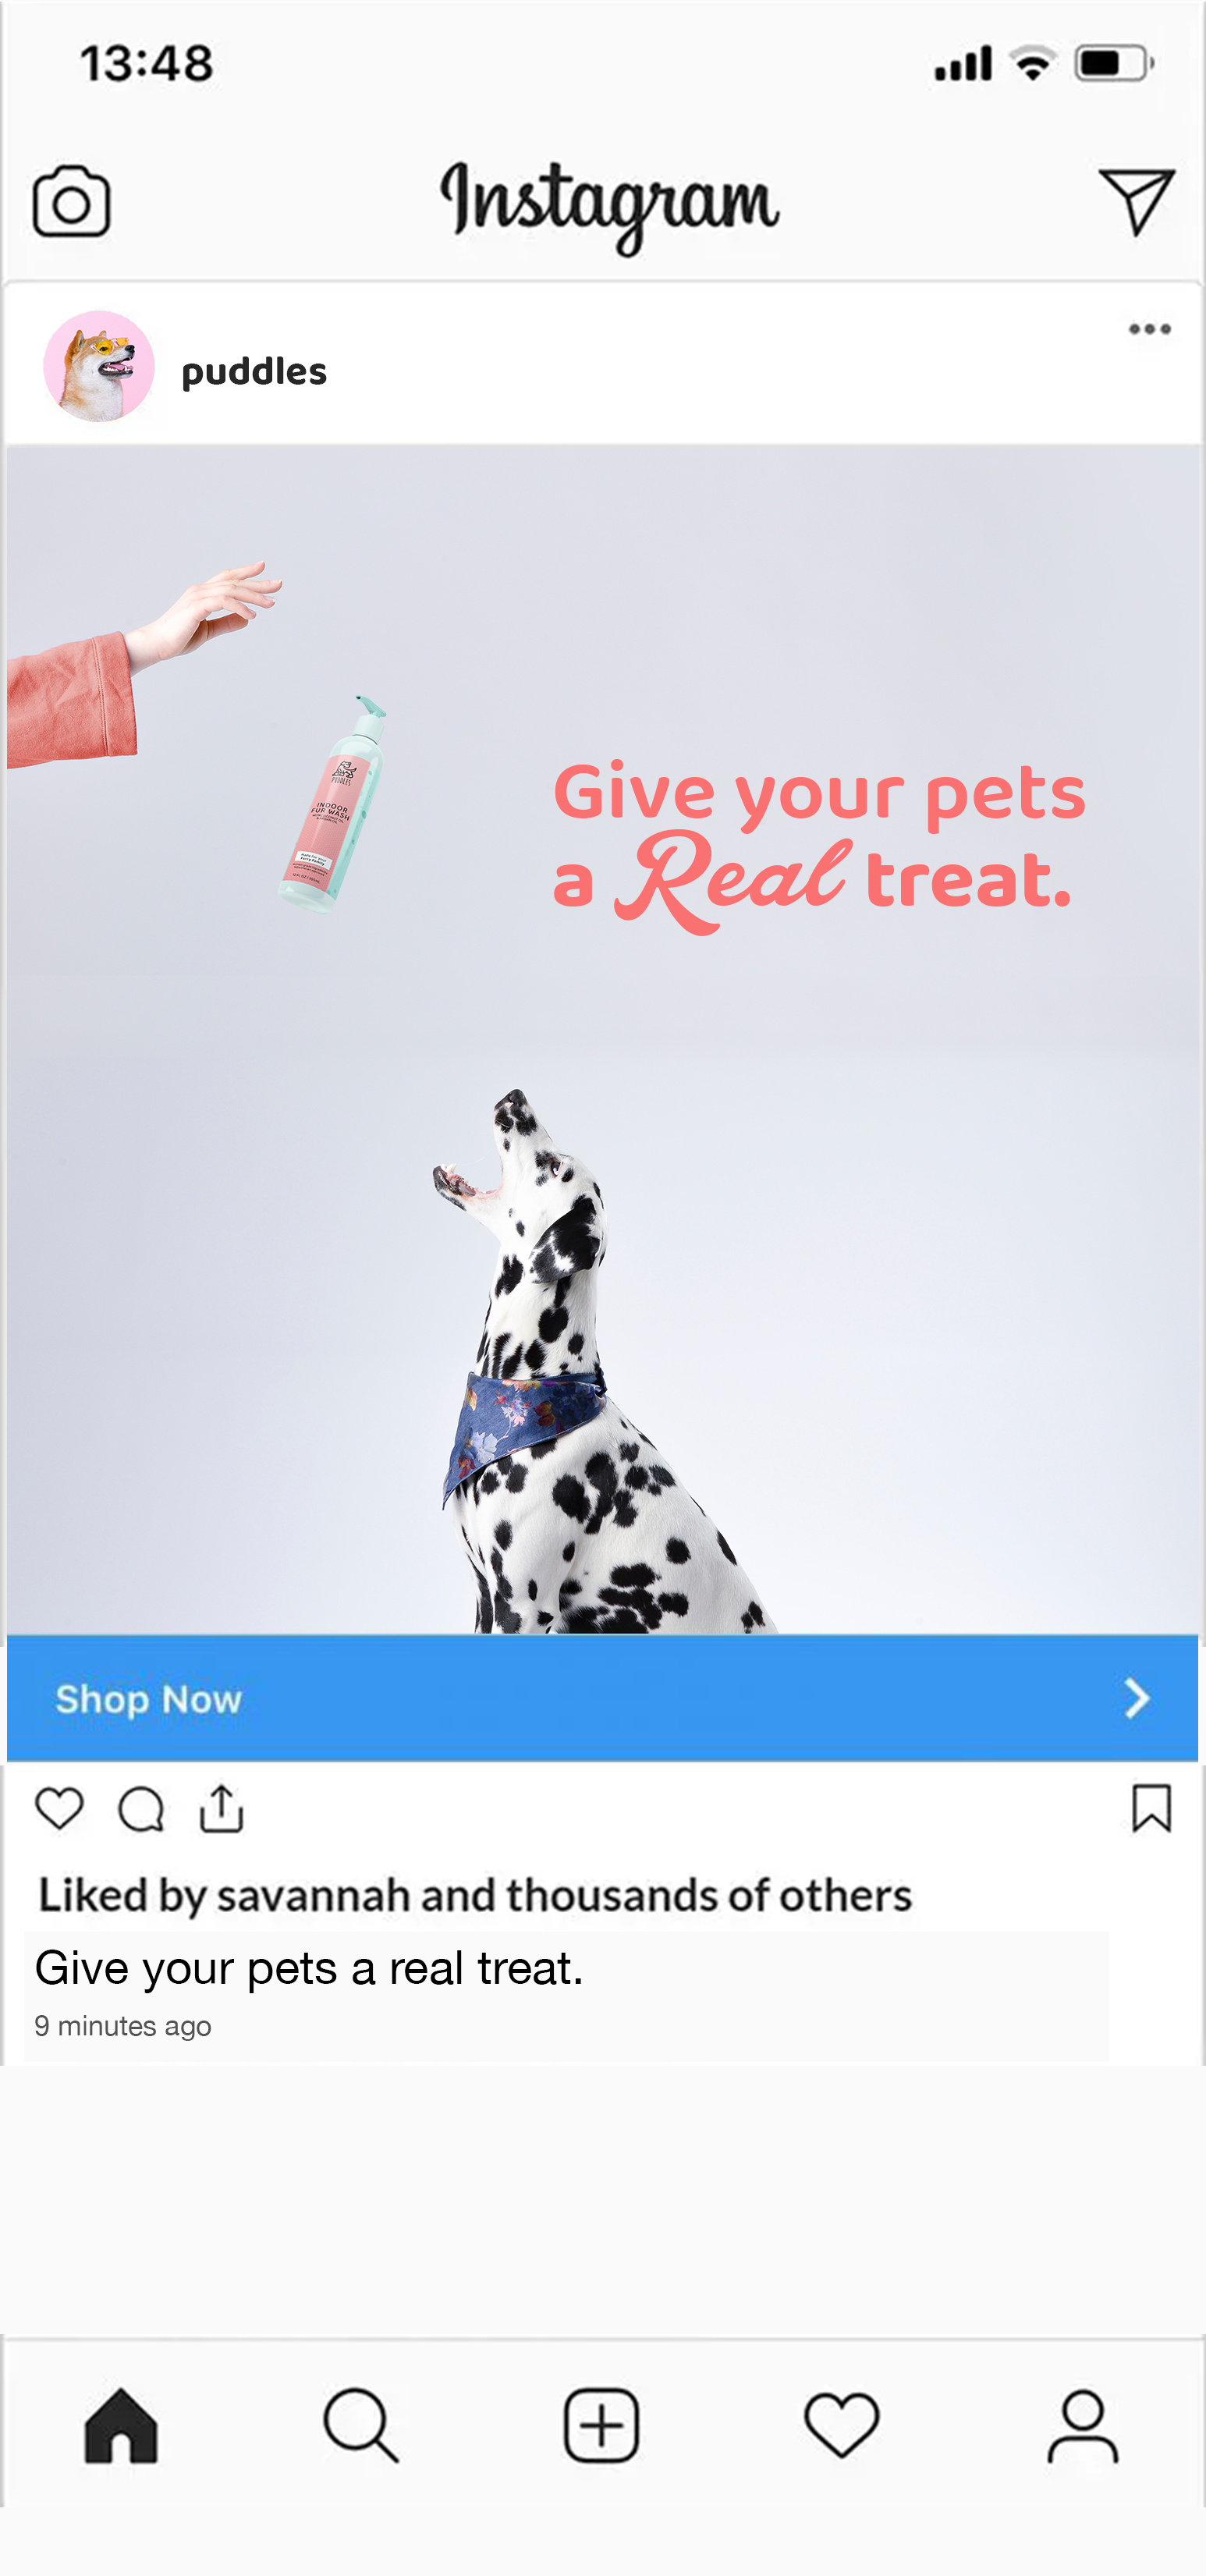 13:48
Instagram
puddles
PUDDLES
INDOOR
FUR WASH
Give your pets
a Real treat.
Shop Now
Liked by savannah and thousands of others
Give your pets a real treat.
9 minutes ago